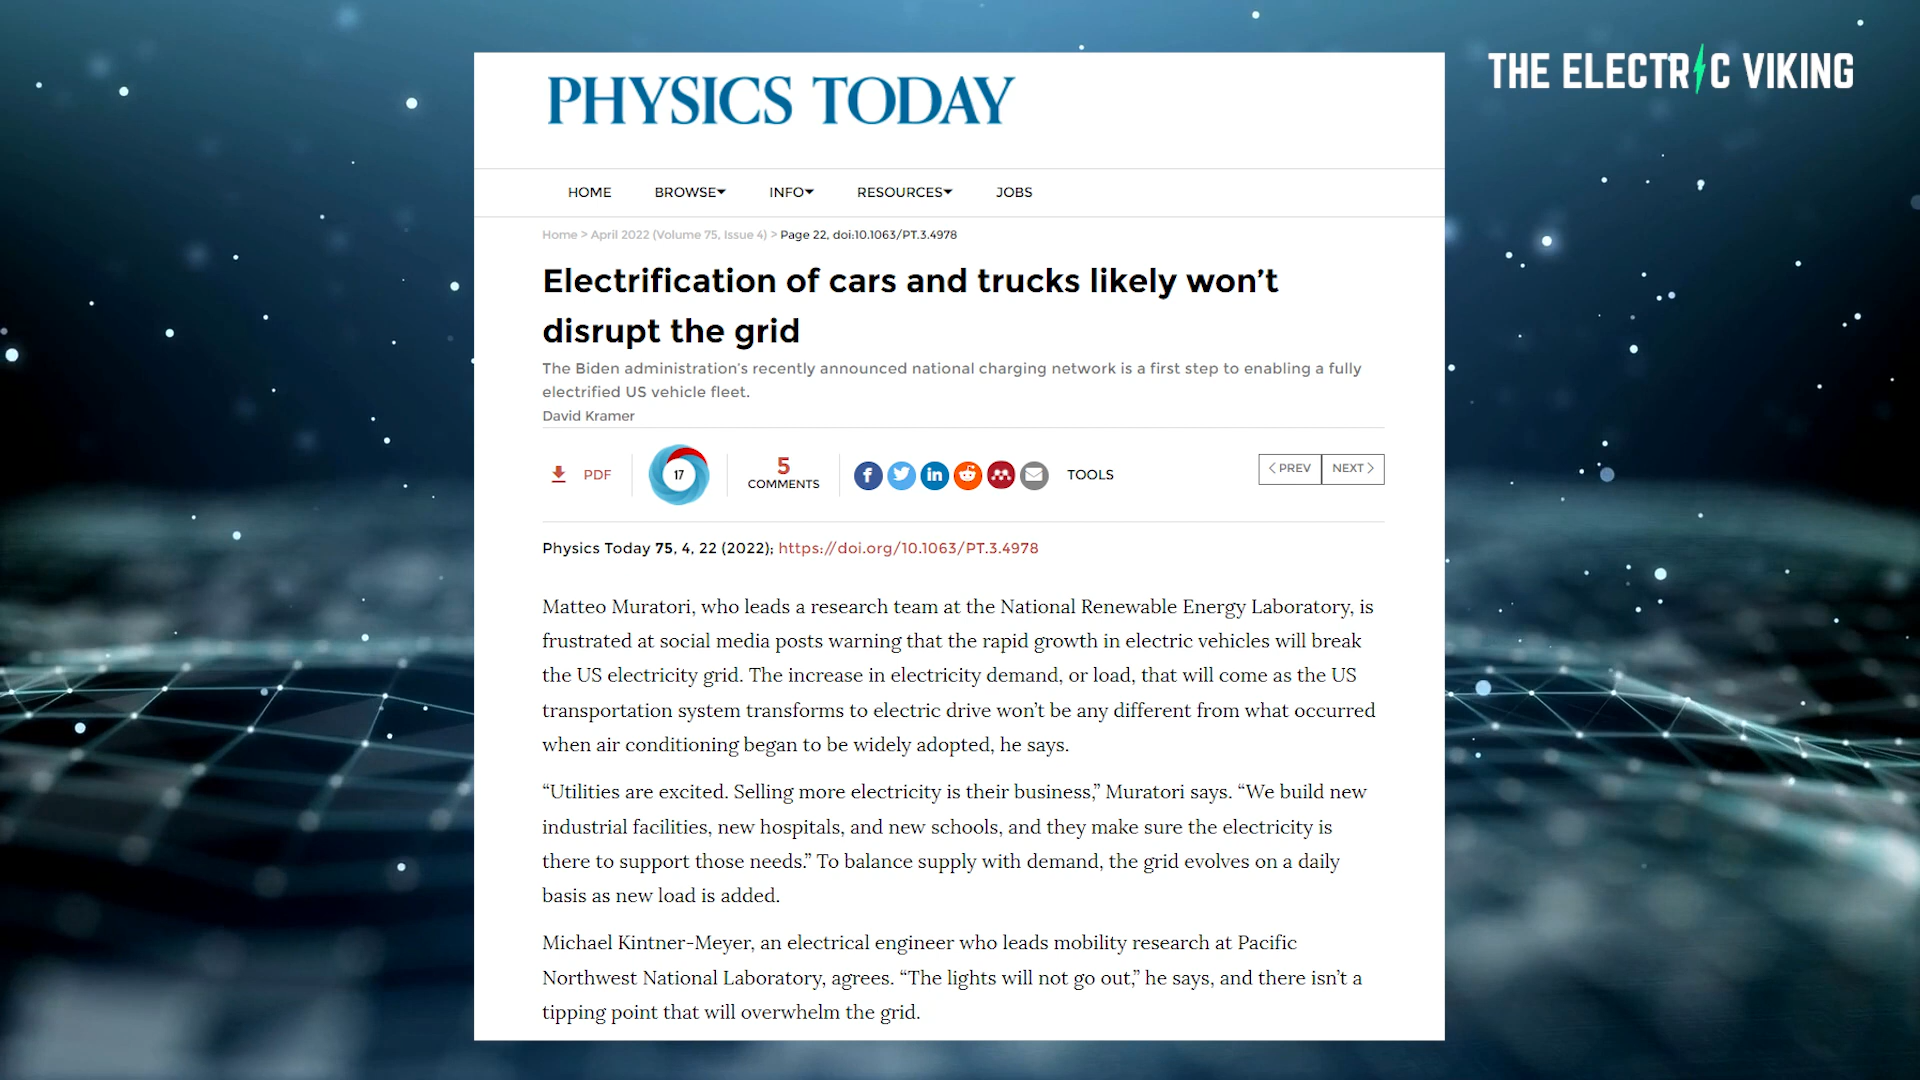 THE ELECTRIC VIKING
PHYSICS TODAY
HOME BROWSE INFO RESOURCES JOBS
Home > April 2022 (Volume 75, Issue 4) > Page 22, doi:10.1063/PT.3.4978
Electrification of cars and trucks likely won’t
disrupt the grid
The Biden administration’s recently announced national charging network is a first step to enabling a fully
electrified US vehicle fleet.
David Kramer
PDF 17 5 COMMENTS f in TOOLS < PREV NEXT >
Physics Today 75, 4, 22 (2022); https://doi.org/10.1063/PT.3.4978
Matteo Muratori, who leads a research team at the National Renewable Energy Laboratory, is
frustrated at social media posts warning that the rapid growth in electric vehicles will break
the US electricity grid. The increase in electricity demand, or load, that will come as the US
transportation system transforms to electric drive won’t be any different from what occurred
when air conditioning began to be widely adopted, he says.
“Utilities are excited. Selling more electricity is their business,” Muratori says. “We build new
industrial facilities, new hospitals, and new schools, and they make sure the electricity is
there to support those needs.” To balance supply with demand, the grid evolves on a daily
basis as new load is added.
Michael Kintner-Meyer, an electrical engineer who leads mobility research at Pacific
Northwest National Laboratory, agrees. “The lights will not go out,” he says, and there isn’t a
tipping point that will overwhelm the grid.